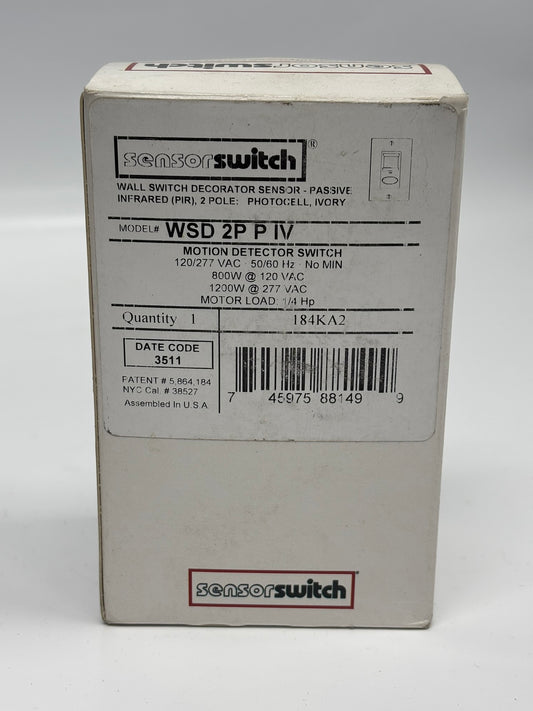 sensorswitch
sensorswitch®
WALL SWITCH DECORATOR SENSOR - PASSIVE
INFRARED (PIR), 2 POLE: PHOTOCELL, IVORY
MODEL# WSD 2P P IV
MOTION DETECTOR SWITCH
120/277 VAC · 50/60 Hz · No MIN
800W @ 120 VAC
1200W @ 277 VAC
MOTOR LOAD: 1/4 Hp
Quantity 1 184KA2
DATE CODE
3511
PATENT # 5,864,184
NYC Cal. # 38527
Assembled In U.S.A.
7 45975 88149 9
sensorswitch